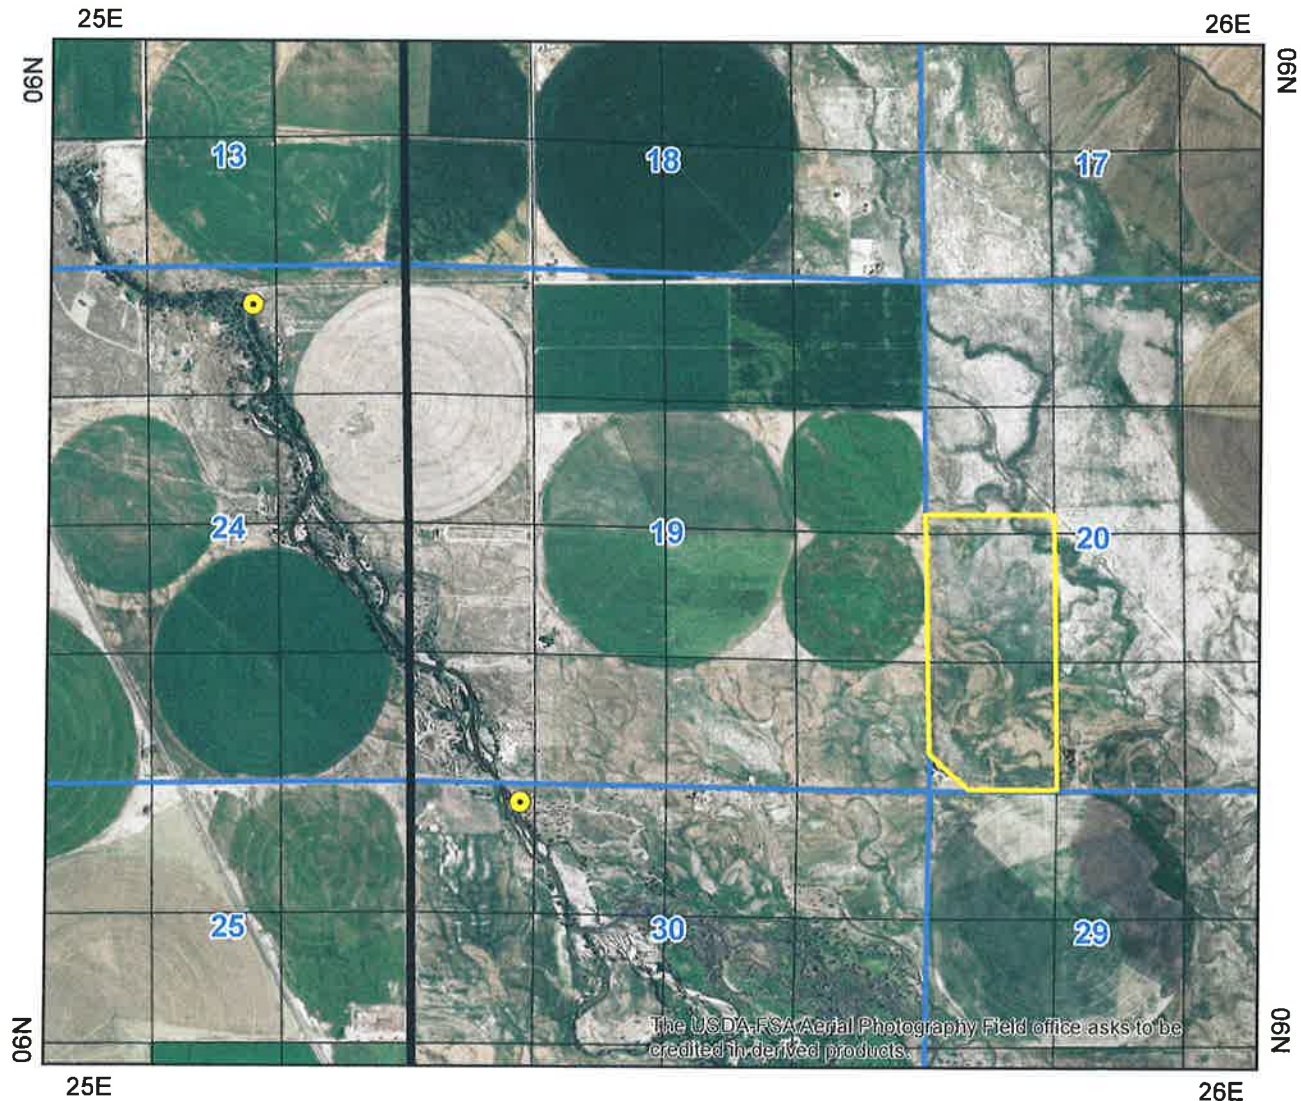 25E
26E
06N
06N
13
18
17
24
19
20
25
30
29
The USDA-FSA Aerial Photography Field office asks to be
credited in derived products.
06N
06N
25E
26E